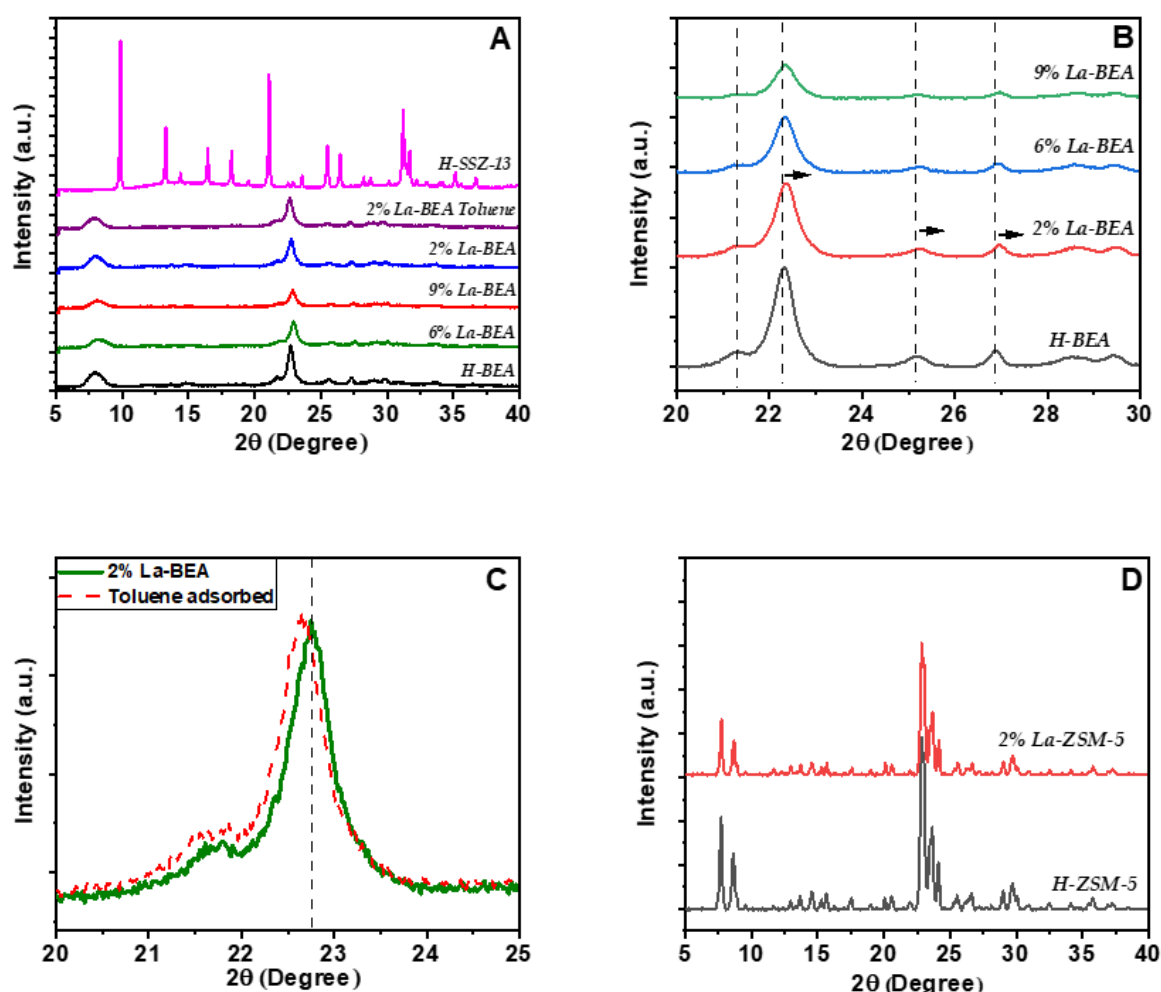 A
H-SSZ-13
2% La-BEA Toluene
2% La-BEA
9% La-BEA
6% La-BEA
H-BEA
Intensity (a.u.)
5 10 15 20 25 30 35 40
2θ (Degree)
B
9% La-BEA
6% La-BEA
2% La-BEA
H-BEA
Intensity (a.u.)
20 22 24 26 28 30
2θ (Degree)
C
2% La-BEA
Toluene adsorbed
Intensity (a.u.)
20 21 22 23 24 25
2θ (Degree)
D
2% La-ZSM-5
H-ZSM-5
Intensity (a.u.)
5 10 15 20 25 30 35 40
2θ (Degree)